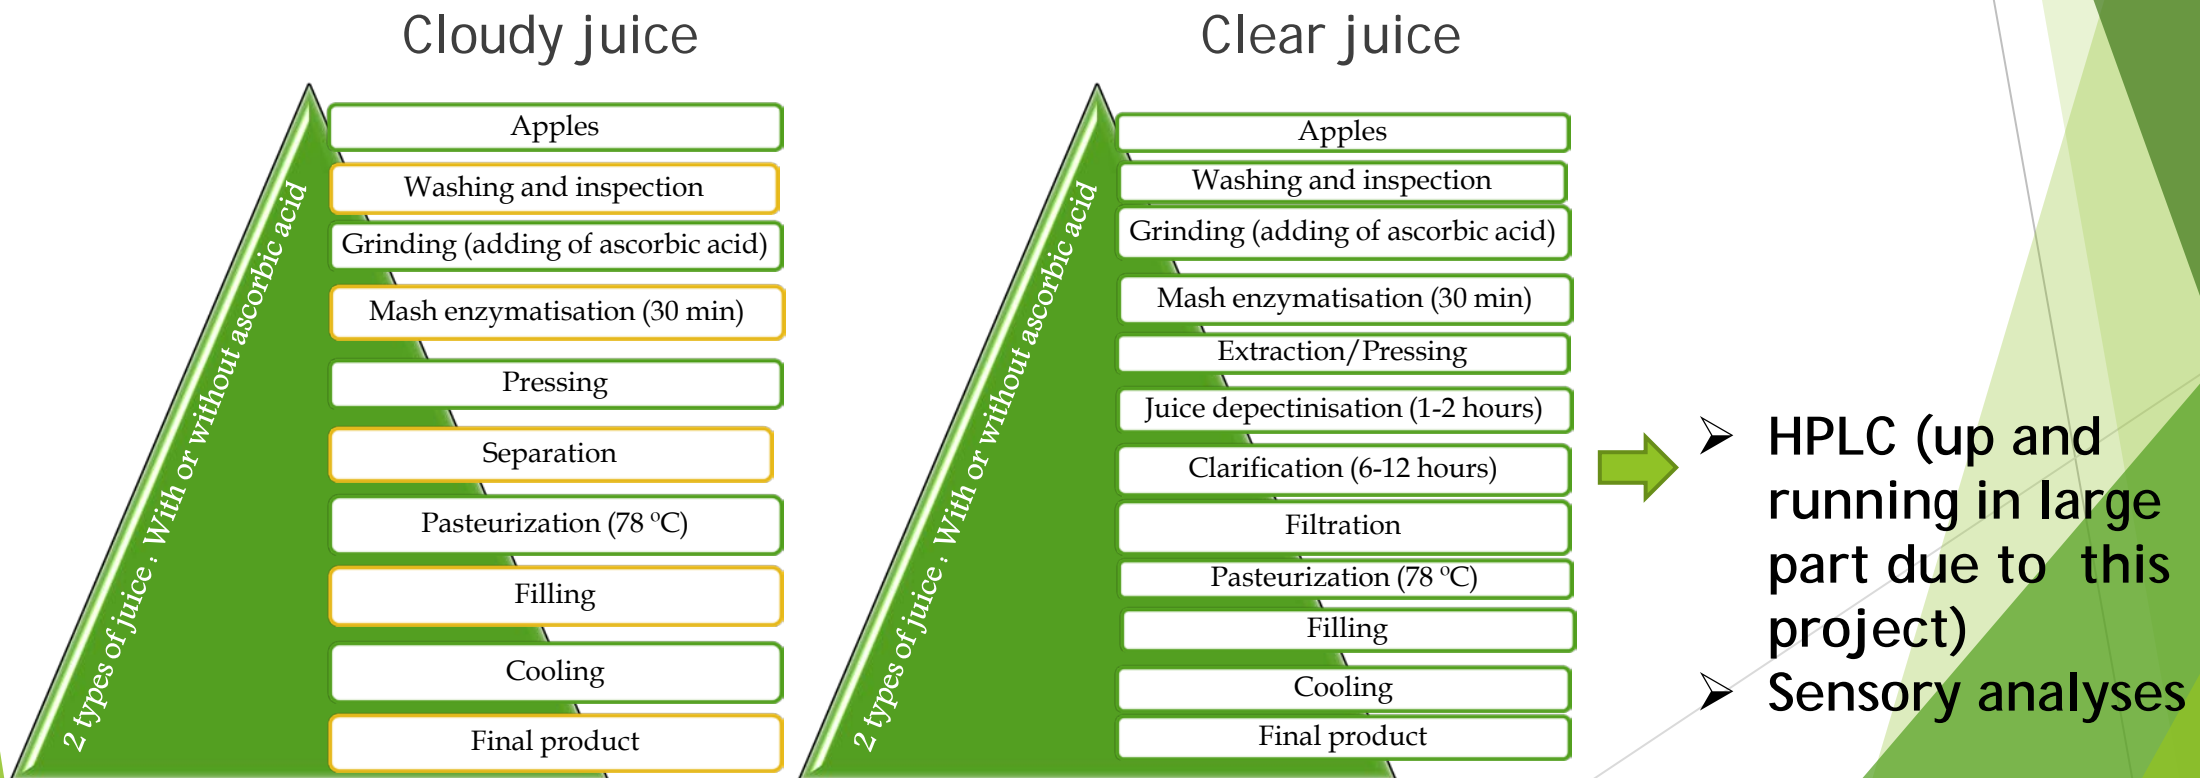 Cloudy juice
2 types of juice : With or without ascorbic acid
Apples
Washing and inspection
Grinding (adding of ascorbic acid)
Mash enzymatisation (30 min)
Pressing
Separation
Pasteurization (78 ºC)
Filling
Cooling
Final product
Clear juice
2 types of juice : With or without ascorbic acid
Apples
Washing and inspection
Grinding (adding of ascorbic acid)
Mash enzymatisation (30 min)
Extraction/Pressing
Juice depectinisation (1-2 hours)
Clarification (6-12 hours)
Filtration
Pasteurization (78 ºC)
Filling
Cooling
Final product
➢ HPLC (up and
running in large
part due to this
project)
➢ Sensory analyses